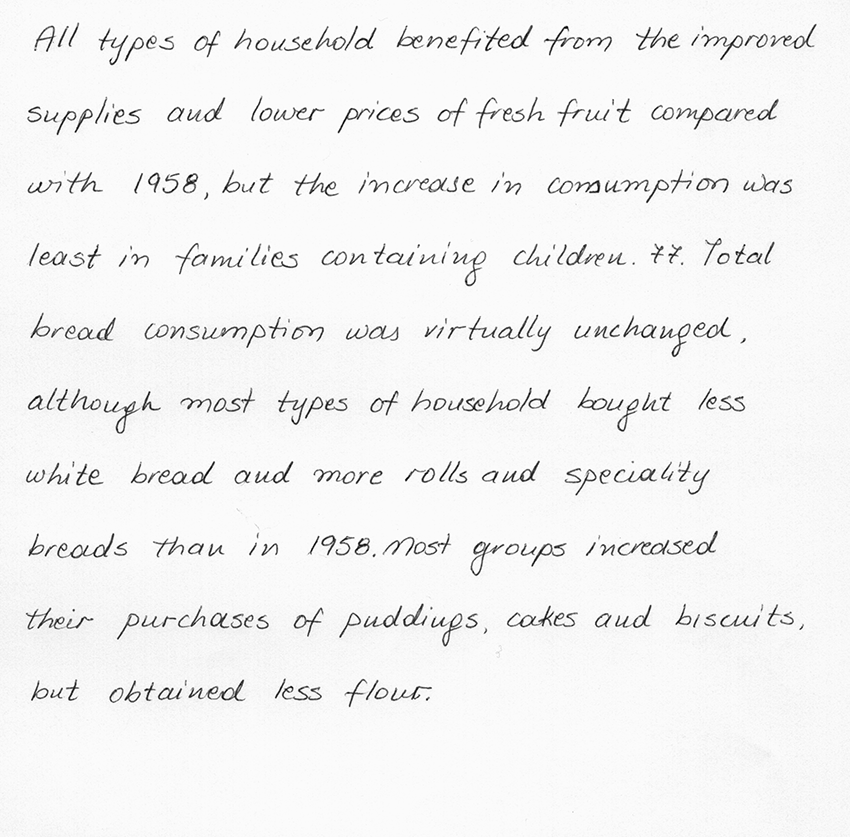 All types of household benefited from the improved
supplies and lower prices of fresh fruit compared
with 1958, but the increase in consumption was
least in families containing children. 77. Total
bread consumption was virtually unchanged,
although most types of household bought less
white bread and more rolls and speciality
breads than in 1958. Most groups increased
their purchases of puddings, cakes and biscuits,
but obtained less flour.